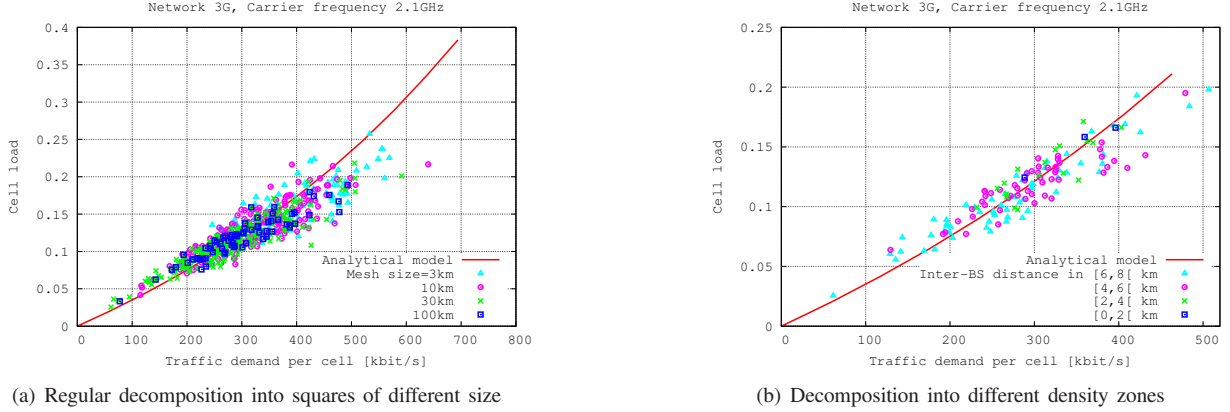 Network 3G, Carrier frequency 2.1GHz
0.4
0.35
0.3
0.25
0.2
0.15
0.1
0.05
0
Cell load
Analytical model
Mesh size=3km
10km
30km
100km
0 100 200 300 400 500 600 700 800
Traffic demand per cell [kbit/s]
(a) Regular decomposition into squares of different size
Network 3G, Carrier frequency 2.1GHz
0.2
0.15
0.1
0.05
0
Cell load
Analytical model
Inter-BS distance in [6,8[ km
[4,6[ km
[2,4[ km
[0,2[ km
0 100 200 300 400 500
Traffic demand per cell [kbit/s]
(b) Decomposition into different density zones